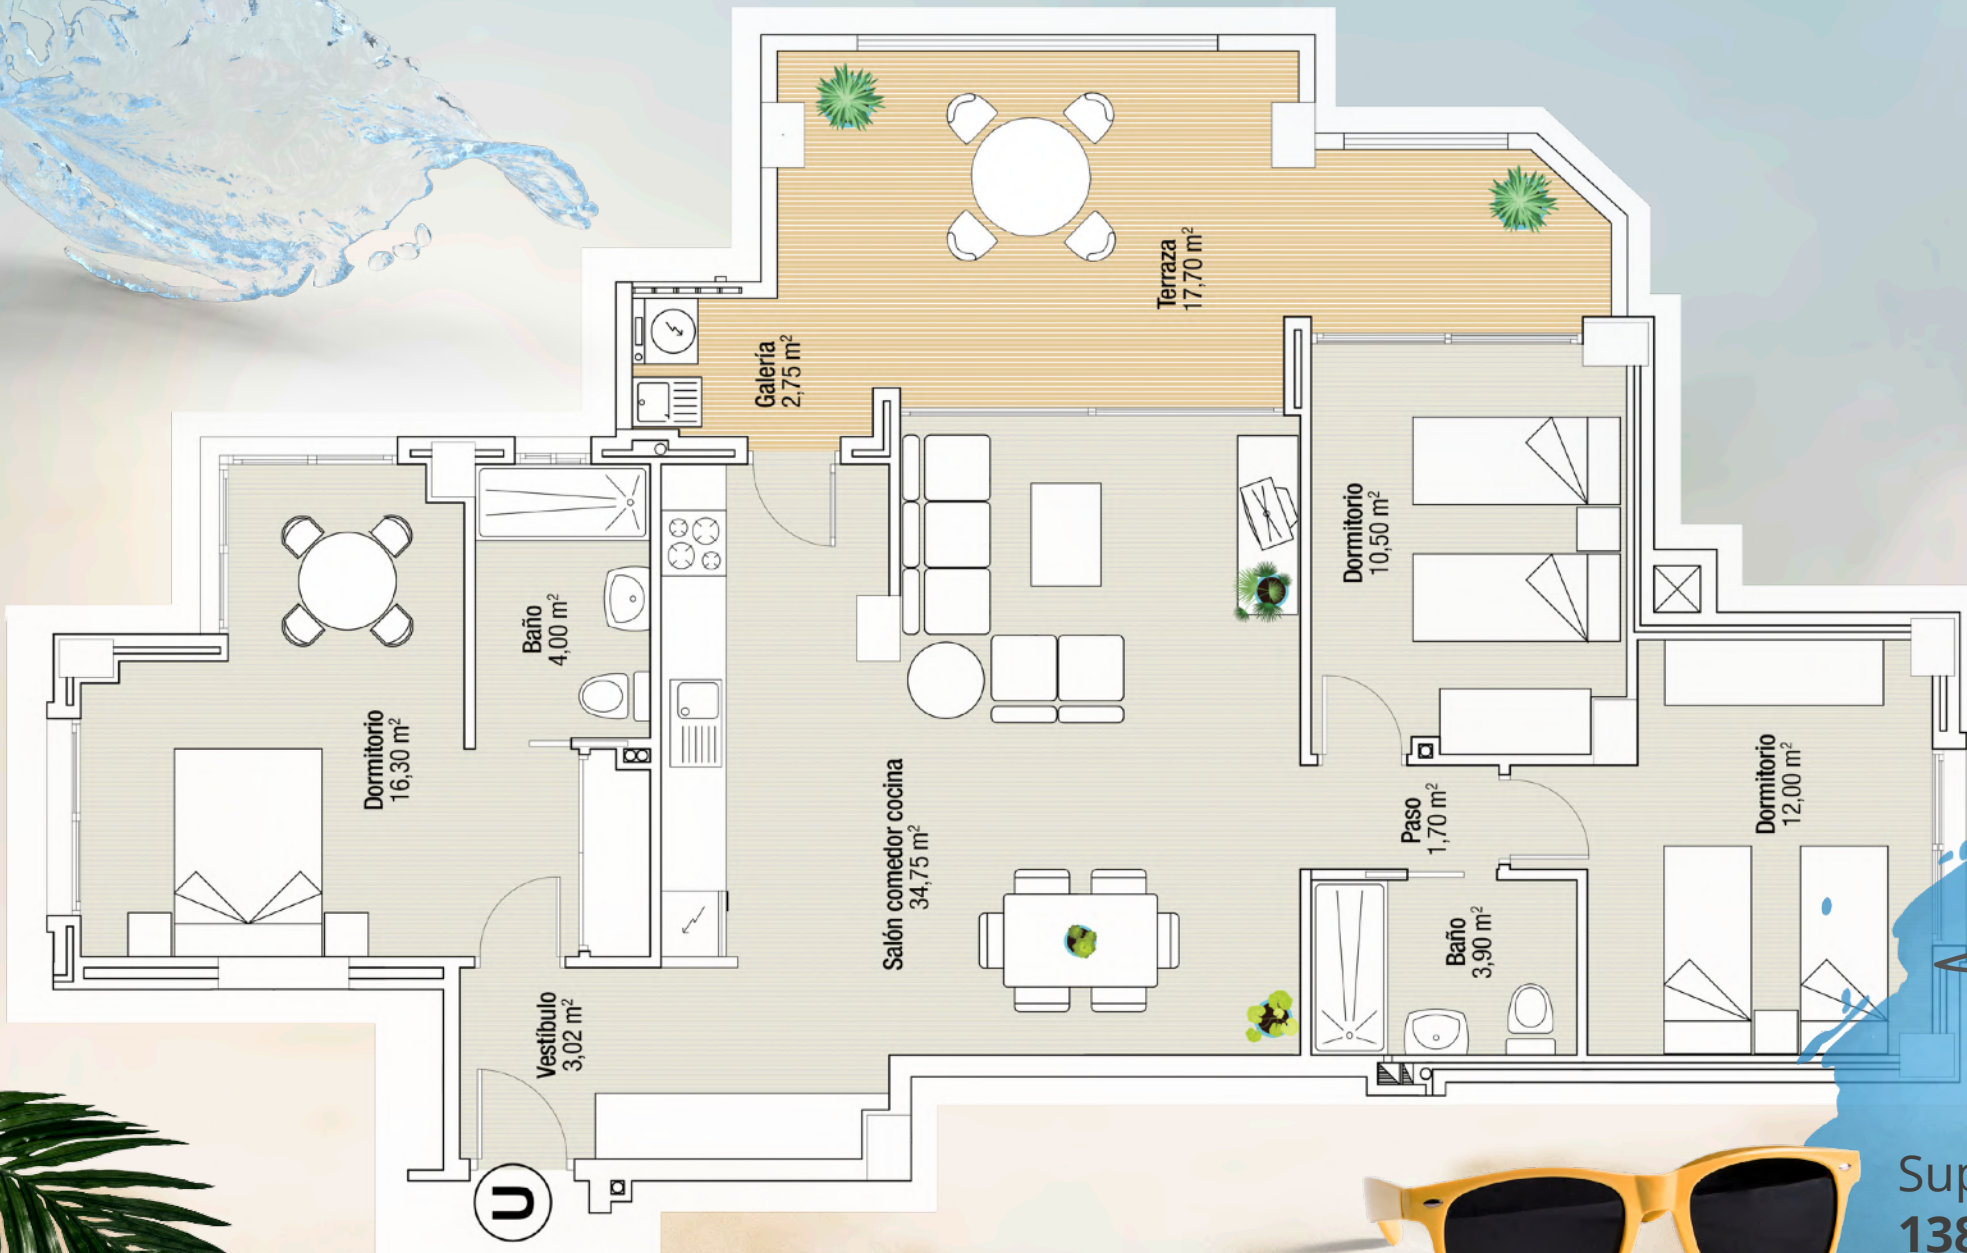 Terraza
17,70 m²
Galería
2,75 m²
Dormitorio
10,50 m²
Baño
4,00 m²
Dormitorio
16,30 m²
Salón comedor cocina
34,75 m²
Paso
1,70 m²
Dormitorio
12,00 m²
Baño
3,90 m²
Vestíbulo
3,02 m²
U
Sup
138